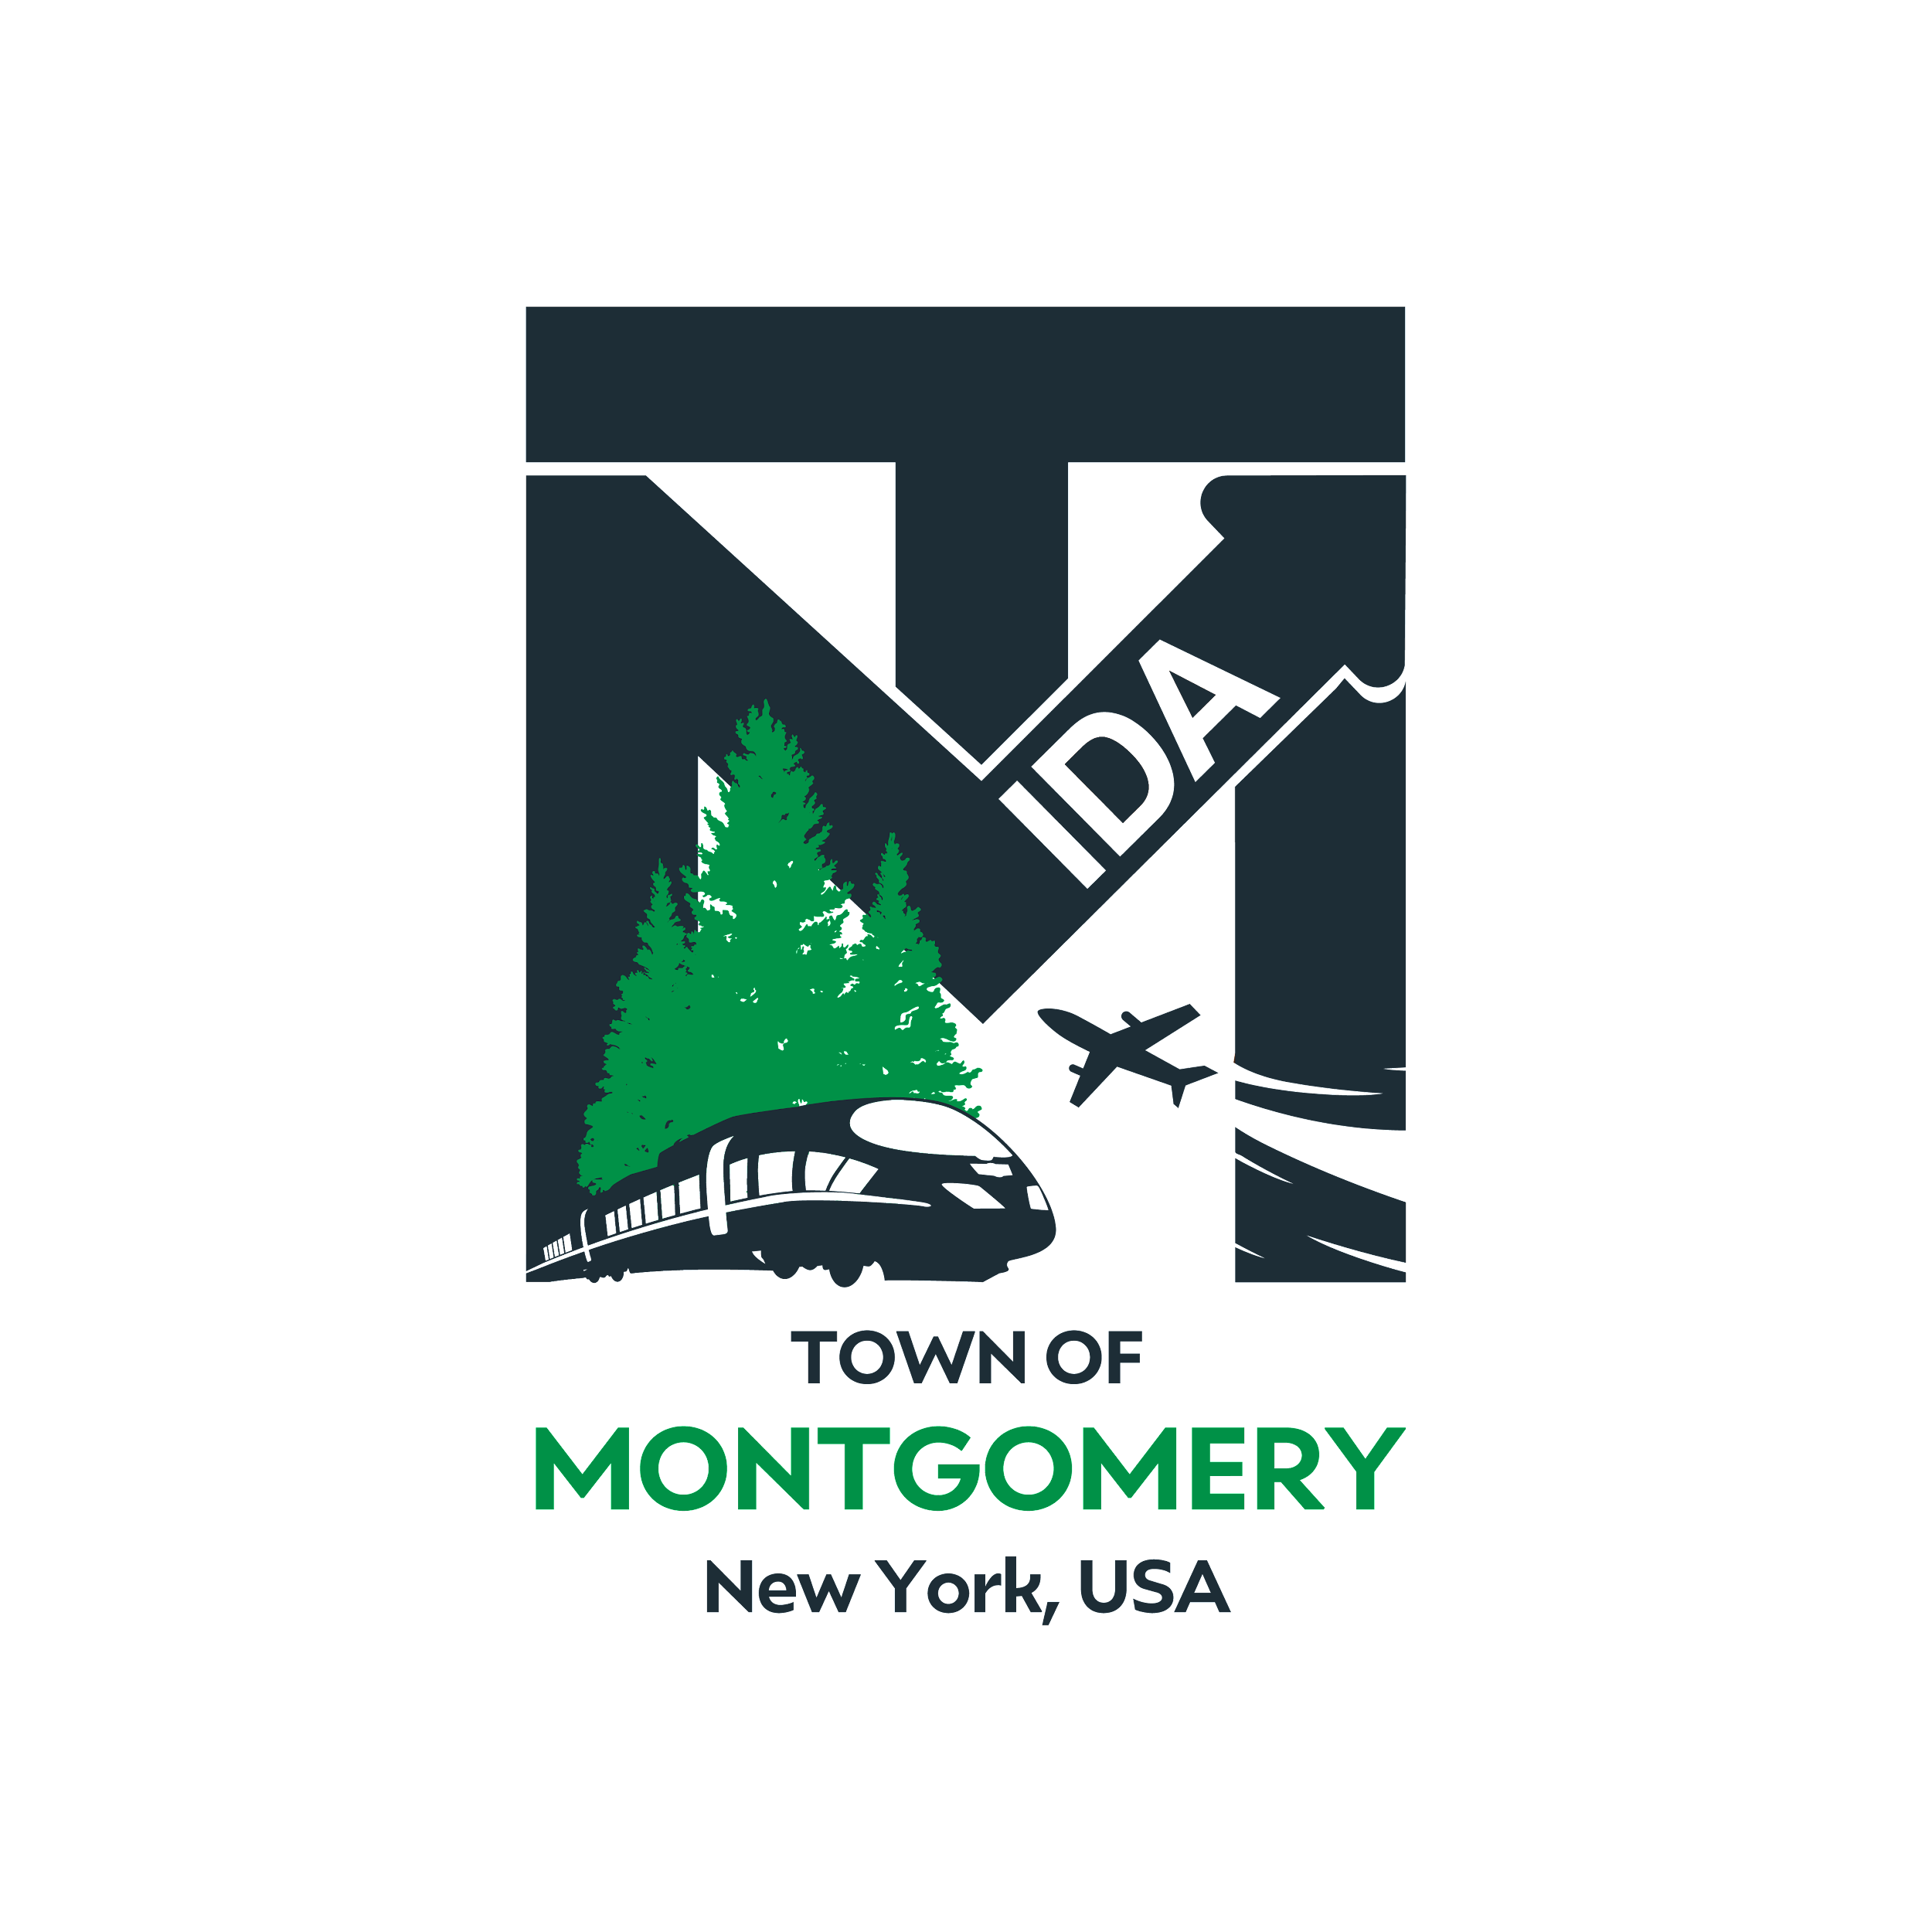 IDA
TOWN OF
MONTGOMERY
New York, USA